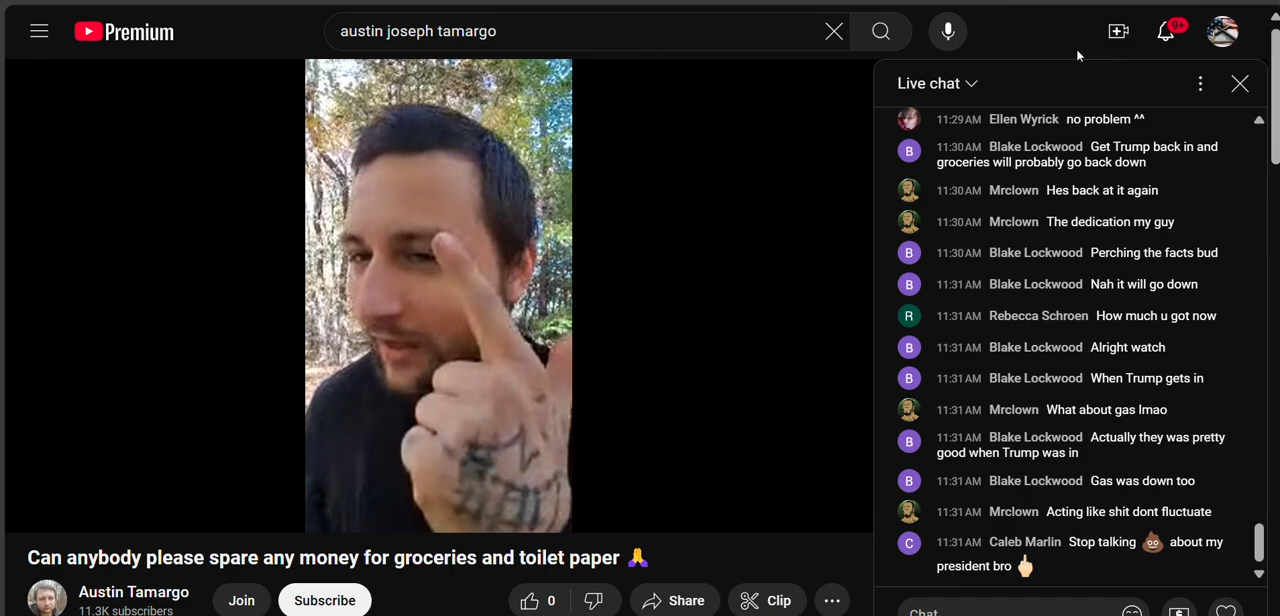 Premium
austin joseph tamargo
9+
Live chat
11:29 AM Ellen Wyrick no problem ^^
11:30 AM Blake Lockwood Get Trump back in and
groceries will probably go back down
11:30 AM Mrclown Hes back at it again
11:30 AM Mrclown The dedication my guy
B 11:30 AM Blake Lockwood Perching the facts bud
B 11:31 AM Blake Lockwood Nah it will go down
R 11:31 AM Rebecca Schroen How much u got now
B 11:31 AM Blake Lockwood Alright watch
B 11:31 AM Blake Lockwood When Trump gets in
11:31 AM Mrclown What about gas lmao
B 11:31 AM Blake Lockwood Actually they was pretty
good when Trump was in
B 11:31 AM Blake Lockwood Gas was down too
11:31 AM Mrclown Acting like shit dont fluctuate
C 11:31 AM Caleb Marlin Stop talking 💩 about my
president bro 🖕🏻
Chat
Can anybody please spare any money for groceries and toilet paper 🙏
Austin Tamargo
11.3K subscribers
Join
Subscribe
0
Share
Clip